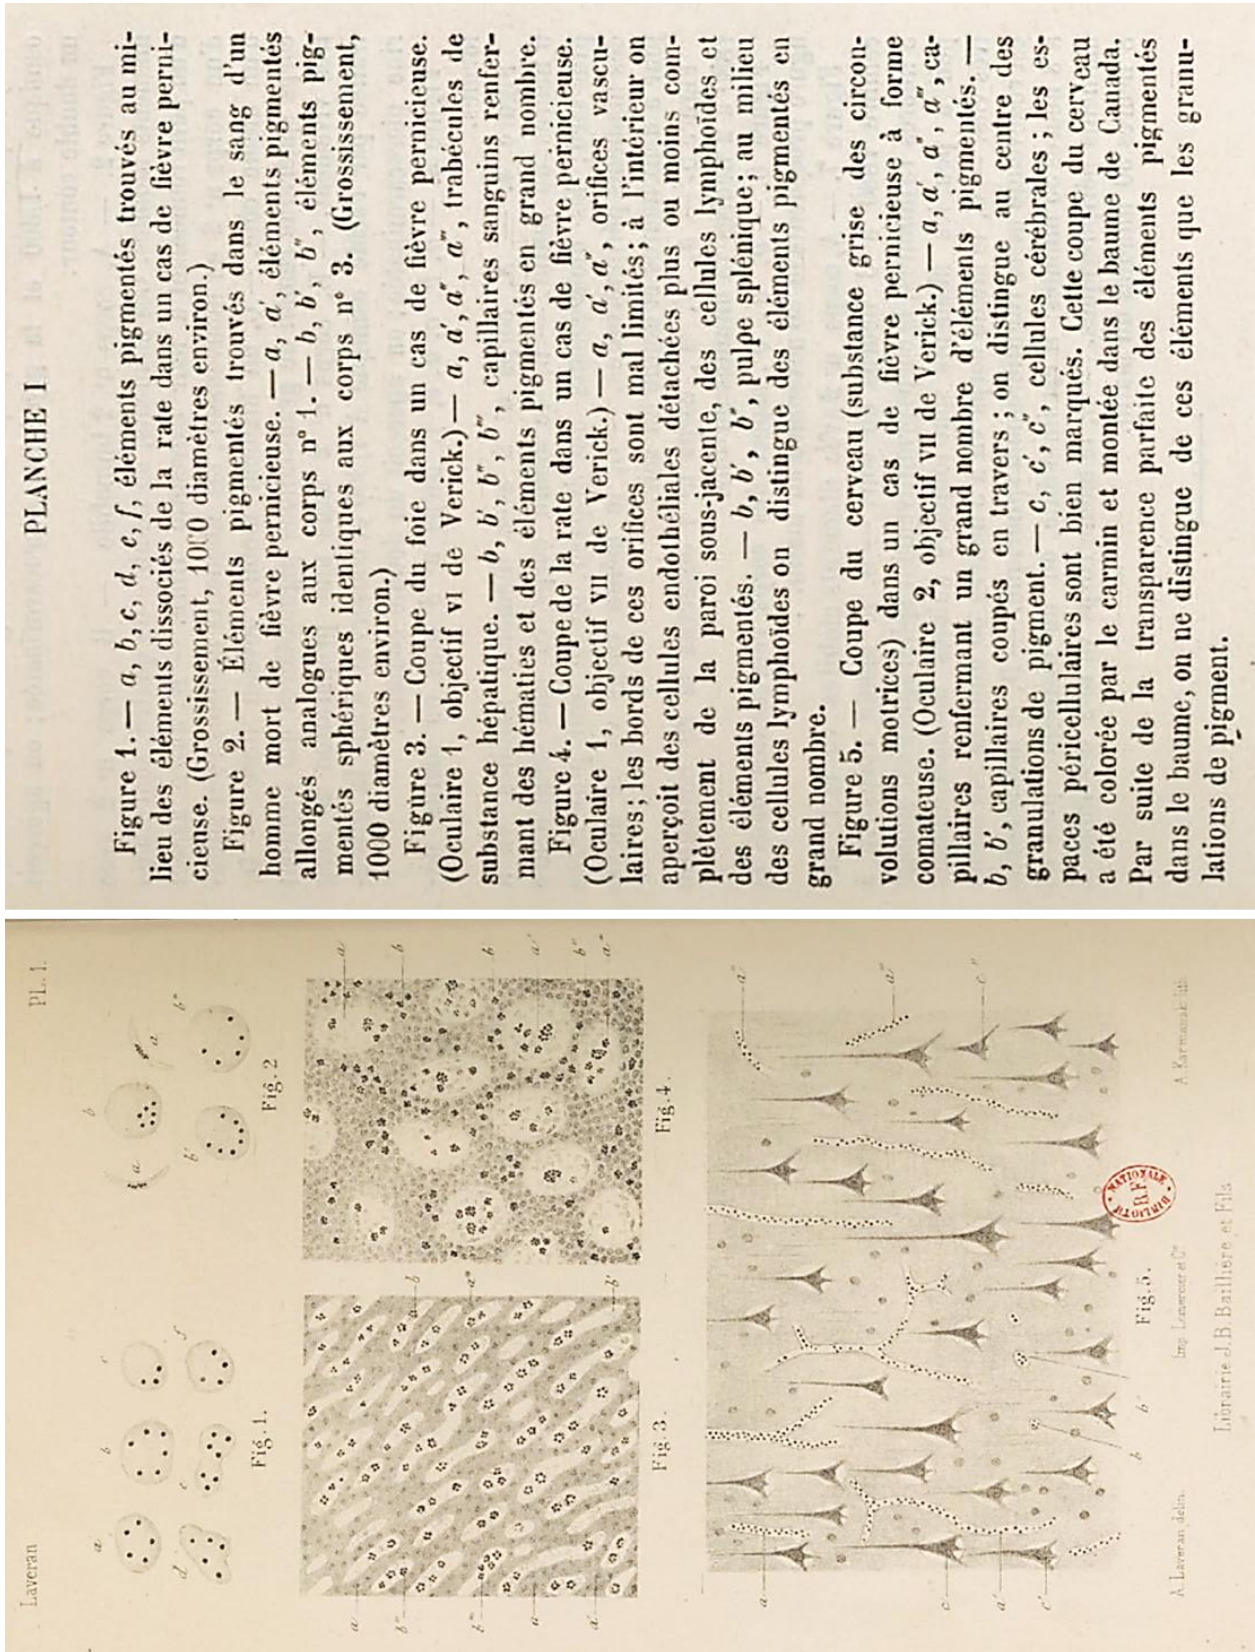 PLANCHE I
Figure 1. — a, b, c, d, e, f, éléments pigmentés trouvés au mi-
lieu des éléments dissociés de la rate dans un cas de fièvre perni-
cieuse. (Grossissement, 1000 diamètres environ.)
Figure 2. — Éléments pigmentés trouvés dans le sang d'un
homme mort de fièvre pernicieuse. — a, a', éléments pigmentés
allongés analogues aux corps n° 1. — b, b', b", éléments pig-
mentés sphériques identiques aux corps n° 3. (Grossissement,
1000 diamètres environ.)
Figure 3. — Coupe du foie dans un cas de fièvre pernicieuse.
(Oculaire 1, objectif VI de Verick.) — a, a', a", a''', trabécules de
substance hépatique. — b, b', b", b''', capillaires sanguins renfer-
mant des hématies et des éléments pigmentés en grand nombre.
Figure 4. — Coupe de la rate dans un cas de fièvre pernicieuse.
(Oculaire 1, objectif VII de Verick.) — a, a', a", orifices vascu-
laires; les bords de ces orifices sont mal limités; à l'intérieur on
aperçoit des cellules endothéliales détachées plus ou moins com-
plètement de la paroi sous-jacente, des cellules lymphoïdes et
des éléments pigmentés. — b, b', b", pulpe splénique; au milieu
des cellules lymphoïdes on distingue des éléments pigmentés en
grand nombre.
Figure 5. — Coupe du cerveau (substance grise des circon-
volutions motrices) dans un cas de fièvre pernicieuse à forme
comateuse. (Oculaire 2, objectif VII de Verick.) — a, a', a", a''', ca-
pillaires renfermant un grand nombre d'éléments pigmentés. —
b, b', capillaires coupés en travers; on distingue au centre des
granulations de pigment. — c, c', c", cellules cérébrales; les es-
paces péricellulaires sont bien marqués. Cette coupe du cerveau
a été colorée par le carmin et montée dans le baume de Canada.
Par suite de la transparence parfaite des éléments pigmentés
dans le baume, on ne distingue de ces éléments que les granu-
lations de pigment.
Laveran PL. 1.
a b c
d e f
Fig. 1.
b
a a
b' b"
Fig. 2
Fig. 3.
Fig. 4.
Fig. 5.
A. Laveran delin. Imp. Lemercier et Cie A. Karmanski lith.
Librairie J. B. Baillière et Fils
BIBLIOTH. NATIONALE